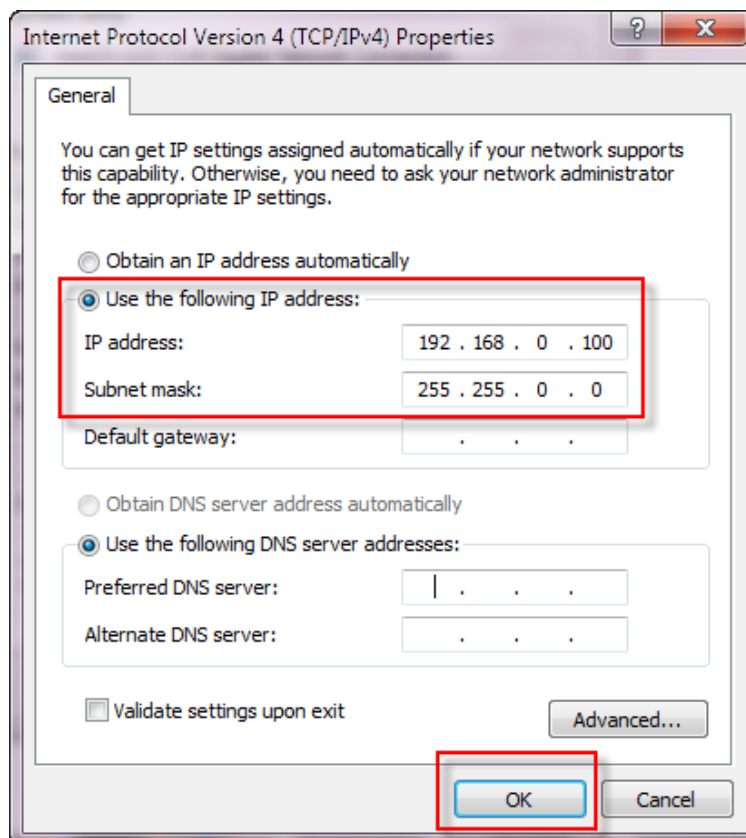 Internet Protocol Version 4 (TCP/IPv4) Properties
?
X
General
You can get IP settings assigned automatically if your network supports
this capability. Otherwise, you need to ask your network administrator
for the appropriate IP settings.
Obtain an IP address automatically
Use the following IP address:
IP address: 192 . 168 . 0 . 100
Subnet mask: 255 . 255 . 0 . 0
Default gateway: . . .
Obtain DNS server address automatically
Use the following DNS server addresses:
Preferred DNS server: . . .
Alternate DNS server: . . .
Validate settings upon exit
Advanced...
OK
Cancel